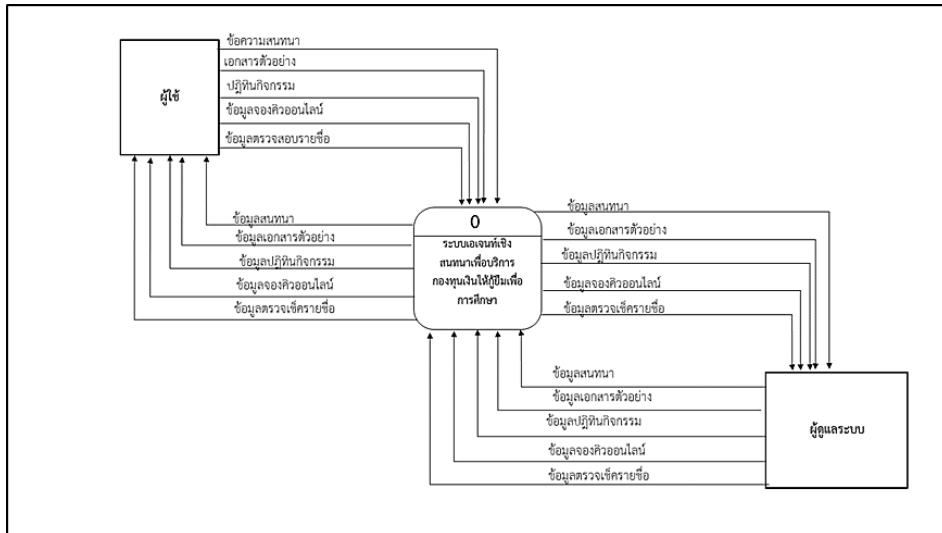 ข้อความสนทนา
เอกสารตัวอย่าง
ปฏิทินกิจกรรม
ข้อมูลจองคิวออนไลน์
ข้อมูลตรวจสอบรายชื่อ
ผู้ใช้
ข้อมูลสนทนา
ข้อมูลเอกสารตัวอย่าง
ข้อมูลปฏิทินกิจกรรม
ข้อมูลจองคิวออนไลน์
ข้อมูลตรวจเช็ครายชื่อ
0
ระบบเอเจนท์เชิง
สนทนาเพื่อบริการ
กองทุนเงินให้กู้ยืมเพื่อ
การศึกษา
ข้อมูลสนทนา
ข้อมูลเอกสารตัวอย่าง
ข้อมูลปฏิทินกิจกรรม
ข้อมูลจองคิวออนไลน์
ข้อมูลตรวจเช็ครายชื่อ
ข้อมูลสนทนา
ข้อมูลเอกสารตัวอย่าง
ข้อมูลปฏิทินกิจกรรม
ข้อมูลจองคิวออนไลน์
ข้อมูลตรวจเช็ครายชื่อ
ผู้ดูแลระบบ